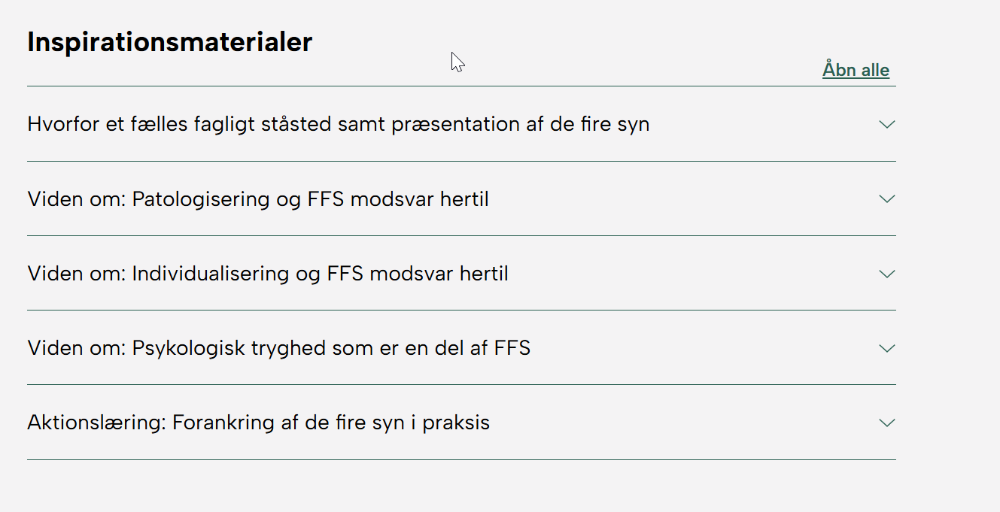 Inspirationsmaterialer
Åbn alle
Hvorfor et fælles fagligt ståsted samt præsentation af de fire syn
Viden om: Patologisering og FFS modsvar hertil
Viden om: Individualisering og FFS modsvar hertil
Viden om: Psykologisk tryghed som er en del af FFS
Aktionslæring: Forankring af de fire syn i praksis